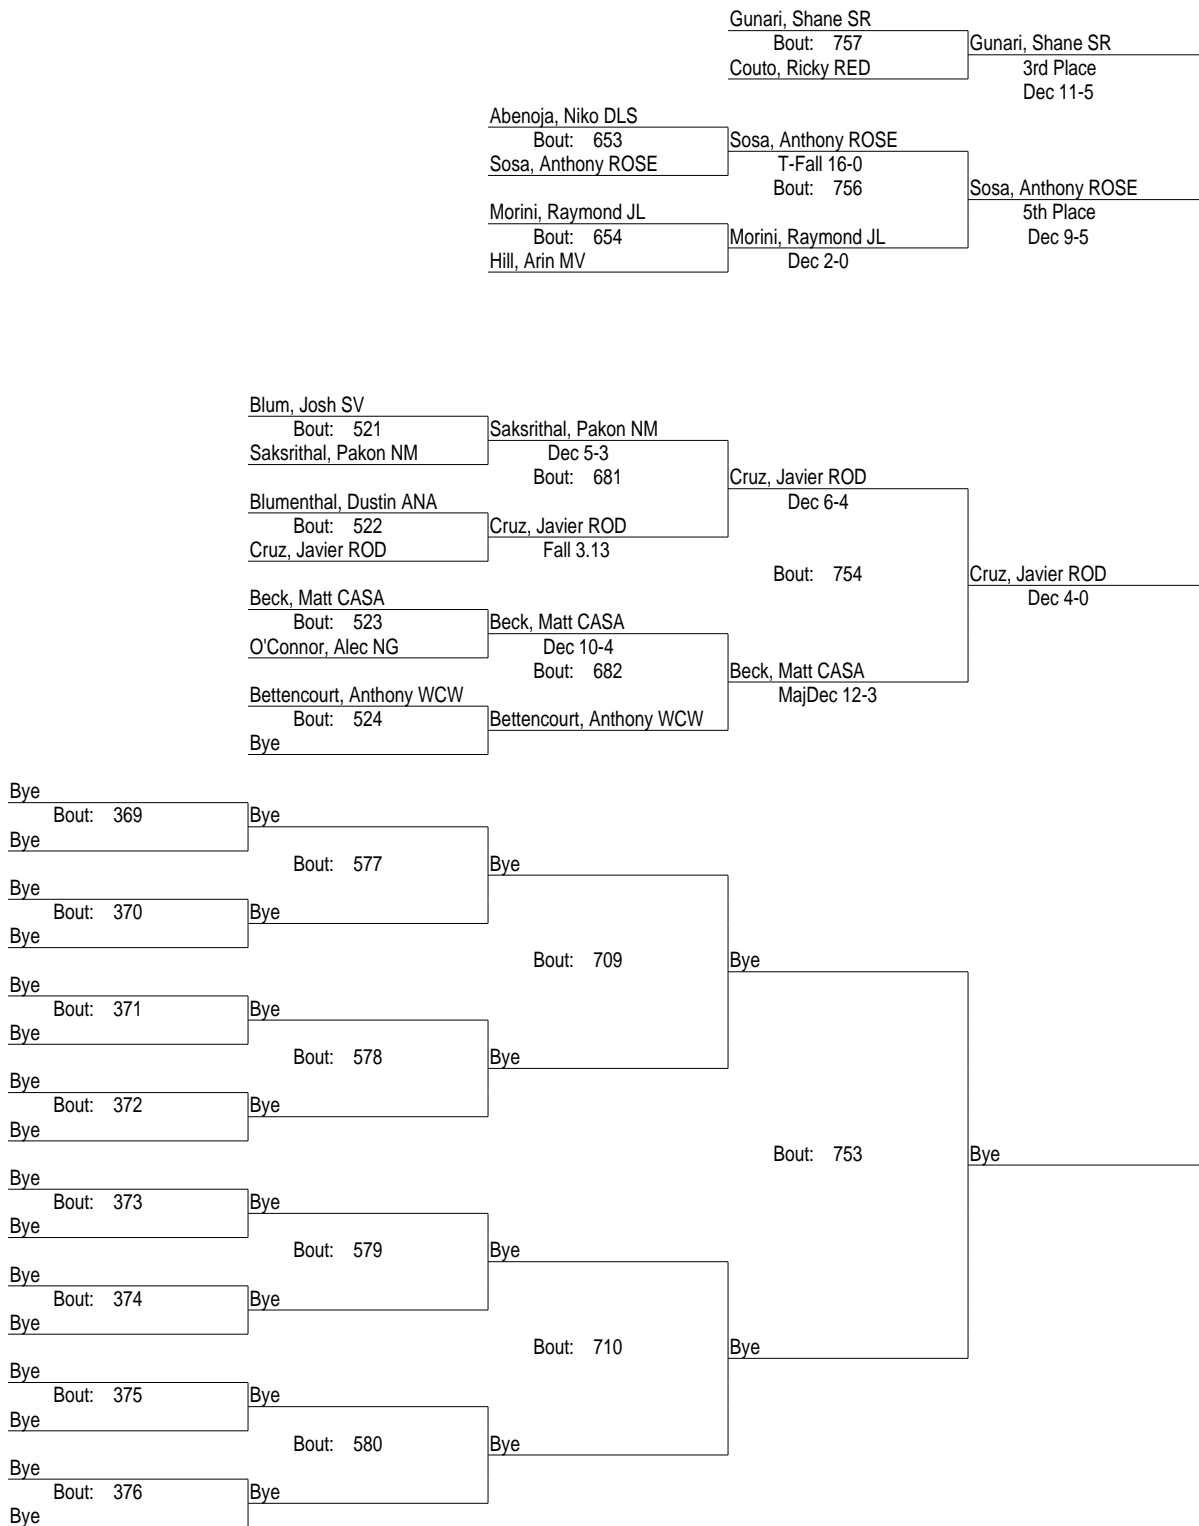 Gunari, Shane SR
Bout: 757
Gunari, Shane SR
Couto, Ricky RED
3rd Place
Dec 11-5
Abenoja, Niko DLS
Bout: 653
Sosa, Anthony ROSE
Sosa, Anthony ROSE
T-Fall 16-0
Bout: 756
Sosa, Anthony ROSE
5th Place
Dec 9-5
Morini, Raymond JL
Bout: 654
Morini, Raymond JL
Hill, Arin MV
Dec 2-0
Blum, Josh SV
Bout: 521
Saksrithal, Pakon NM
Saksrithal, Pakon NM
Dec 5-3
Bout: 681
Cruz, Javier ROD
Dec 6-4
Blumenthal, Dustin ANA
Bout: 522
Cruz, Javier ROD
Cruz, Javier ROD
Fall 3.13
Bout: 754
Cruz, Javier ROD
Dec 4-0
Beck, Matt CASA
Bout: 523
Beck, Matt CASA
O'Connor, Alec NG
Dec 10-4
Bout: 682
Beck, Matt CASA
MajDec 12-3
Bettencourt, Anthony WCW
Bout: 524
Bettencourt, Anthony WCW
Bye
Bye
Bout: 369
Bye
Bye
Bout: 577
Bye
Bye
Bout: 370
Bye
Bye
Bout: 709
Bye
Bye
Bout: 371
Bye
Bye
Bout: 578
Bye
Bye
Bout: 372
Bye
Bye
Bout: 753
Bye
Bye
Bout: 373
Bye
Bye
Bout: 579
Bye
Bye
Bout: 374
Bye
Bye
Bout: 710
Bye
Bye
Bout: 375
Bye
Bye
Bout: 580
Bye
Bye
Bout: 376
Bye
Bye